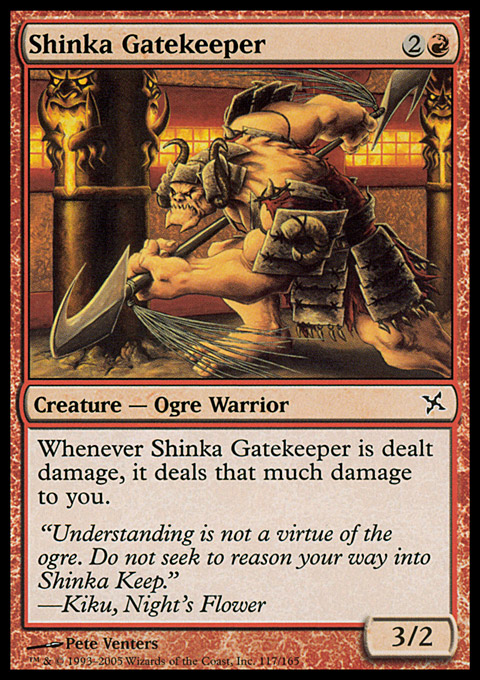 Shinka Gatekeeper 2
Creature — Ogre Warrior
Whenever Shinka Gatekeeper is dealt
damage, it deals that much damage
to you.
“Understanding is not a virtue of the
ogre. Do not seek to reason your way into
Shinka Keep.”
—Kiku, Night’s Flower
3/2
Pete Venters
™ & © 1993–2005 Wizards of the Coast, Inc. 117/165